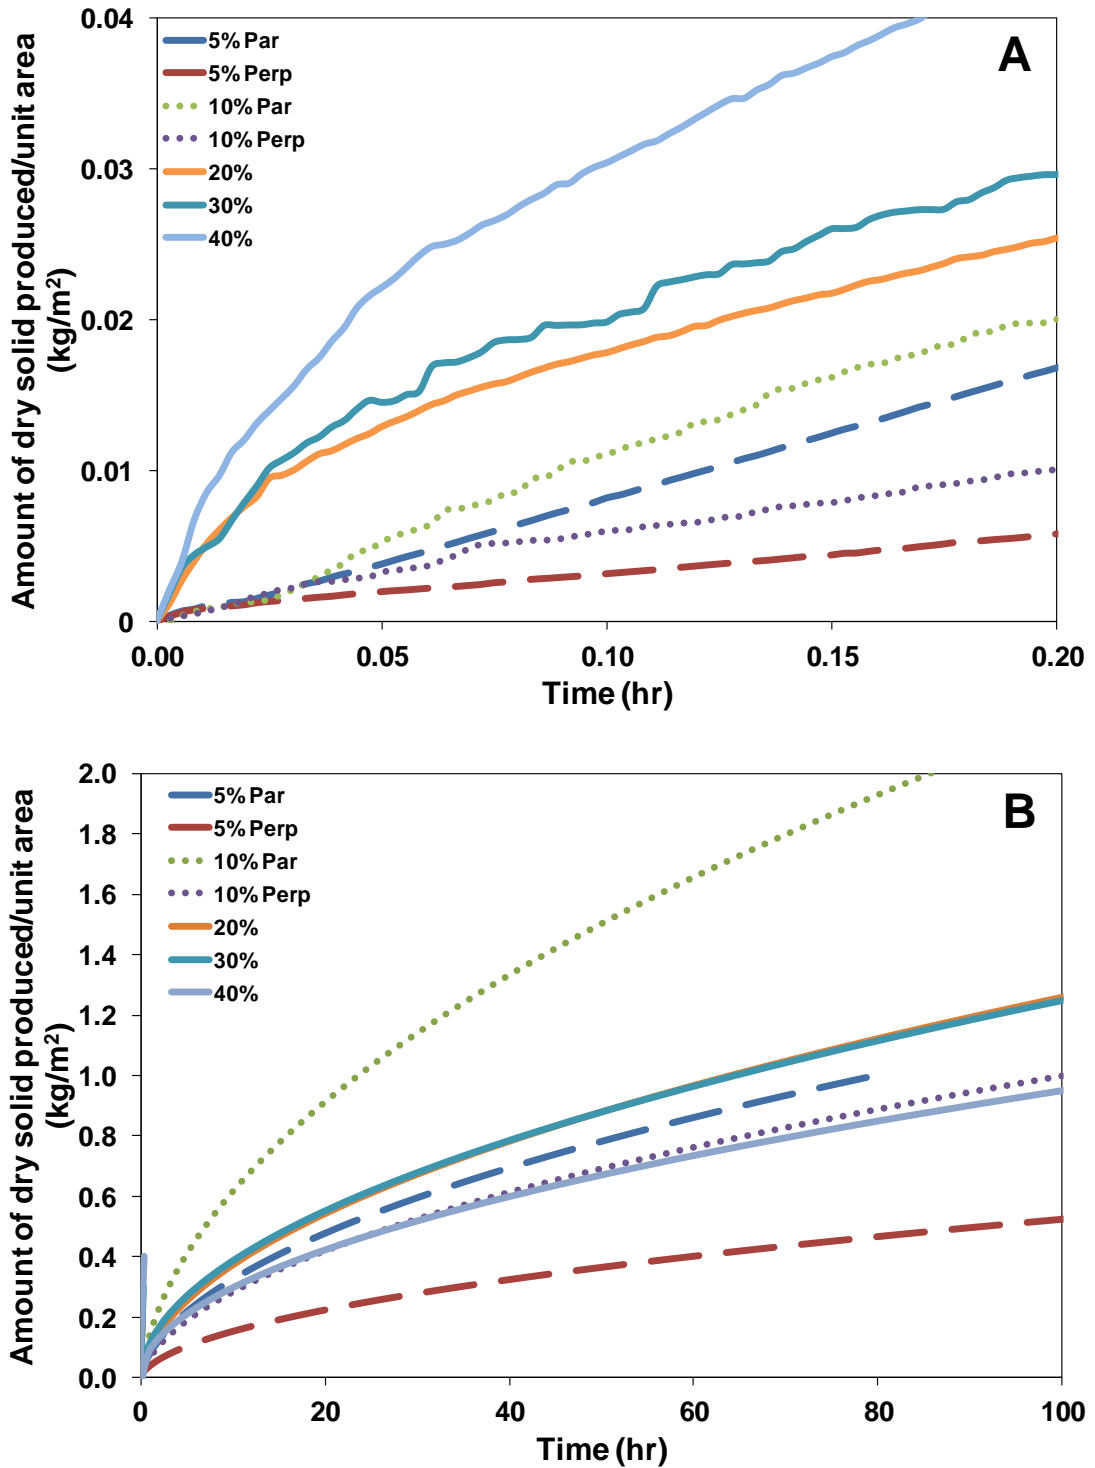 Amount of dry solid produced/unit area
(kg/m²)
0.04
0.03
0.02
0.01
0
5% Par
5% Perp
10% Par
10% Perp
20%
30%
40%
A
0.00 0.05 0.10 0.15 0.20
Time (hr)
Amount of dry solid produced/unit area
(kg/m²)
2.0
1.8
1.6
1.4
1.2
1.0
0.8
0.6
0.4
0.2
0.0
5% Par
5% Perp
10% Par
10% Perp
20%
30%
40%
B
0 20 40 60 80 100
Time (hr)